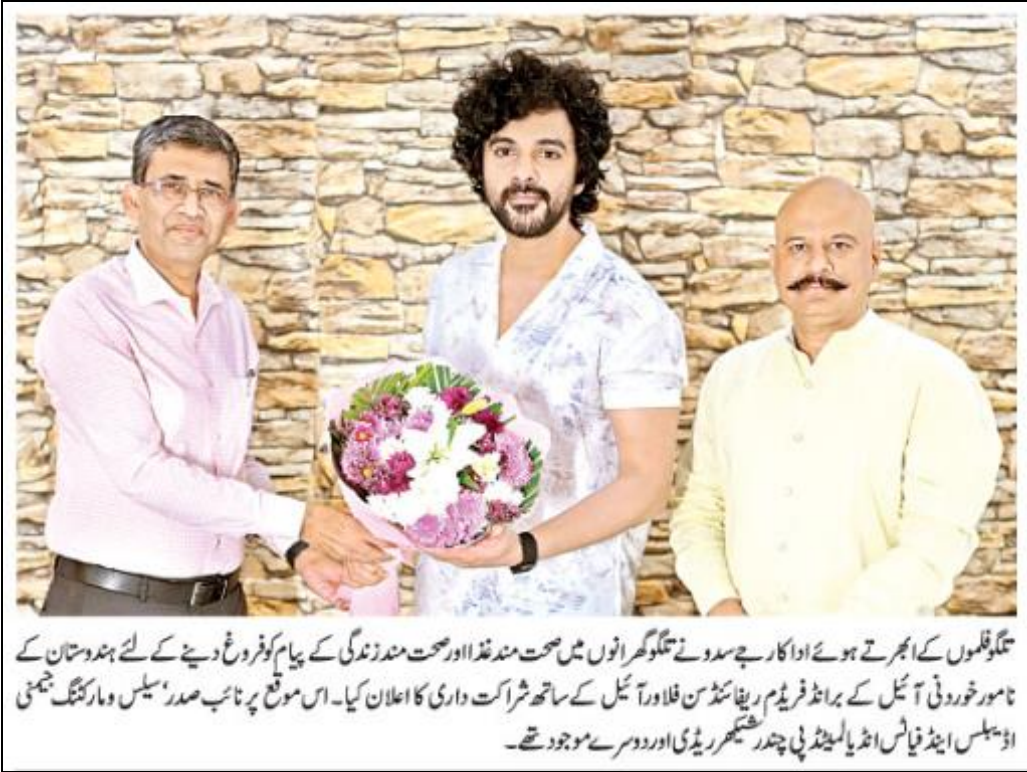 تلگو فلموں کے ابھرتے ہوئے اداکار جے سدو نے تلگو گھرانوں میں صحت مند غذا اور صحت مند زندگی کے پیام کو فروغ دینے کے لئے ہندوستان کے
نامور خوردنی آئیل کے برانڈ فریڈم ریفائنڈ سن فلاور آئیل کے ساتھ شراکت داری کا اعلان کیا۔ اس موقع پر نائب صدر' سیلس و مارکٹنگ جیمنی
اڈیبلس اینڈ فیاٹس انڈیا لمیٹڈ پی چندر شیکھر ریڈی اور دوسرے موجود تھے۔